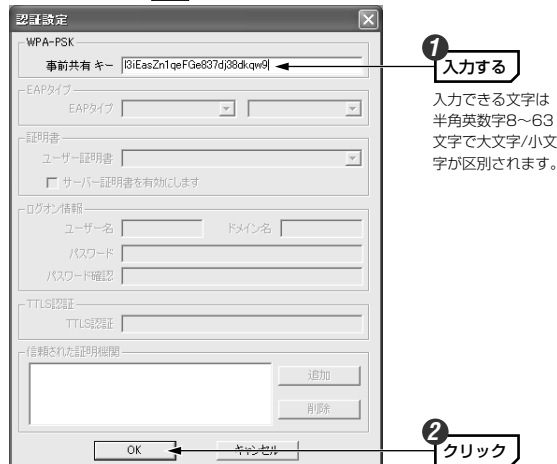 認証設定
WPA-PSK
事前共有 キー l3iEasZn1qeFGe837dj38dkqw9
EAPタイプ
EAPタイプ
証明書
ユーザー証明書
サーバー証明書を有効にします
ログオン情報
ユーザー名 ドメイン名
パスワード
パスワード確認
TTLS認証
TTLS認証
信頼された証明機関
追加
削除
OK キャンセル
1 入力する
入力できる文字は
半角英数字8～63
文字で大文字/小文
字が区別されます。
2 クリック